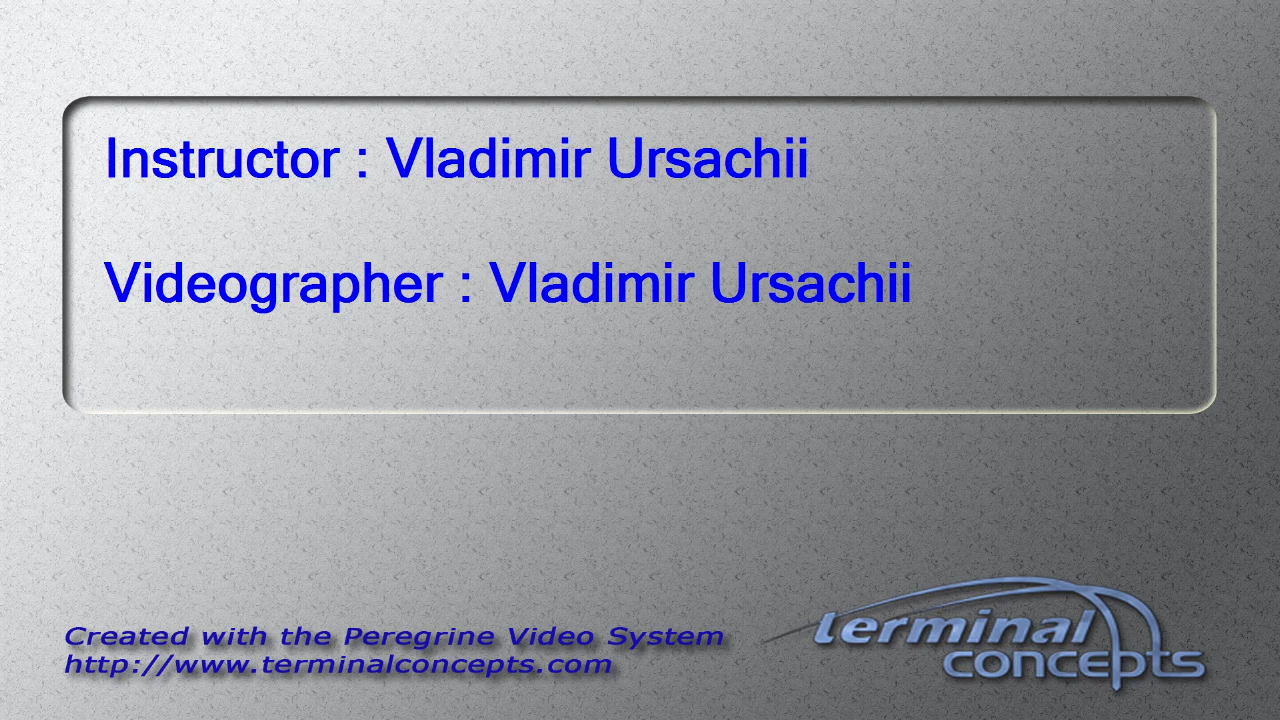 Instructor : Vladimir Ursachii
Videographer : Vladimir Ursachii
Created with the Peregrine Video System
http://www.terminalconcepts.com
terminal
concepts